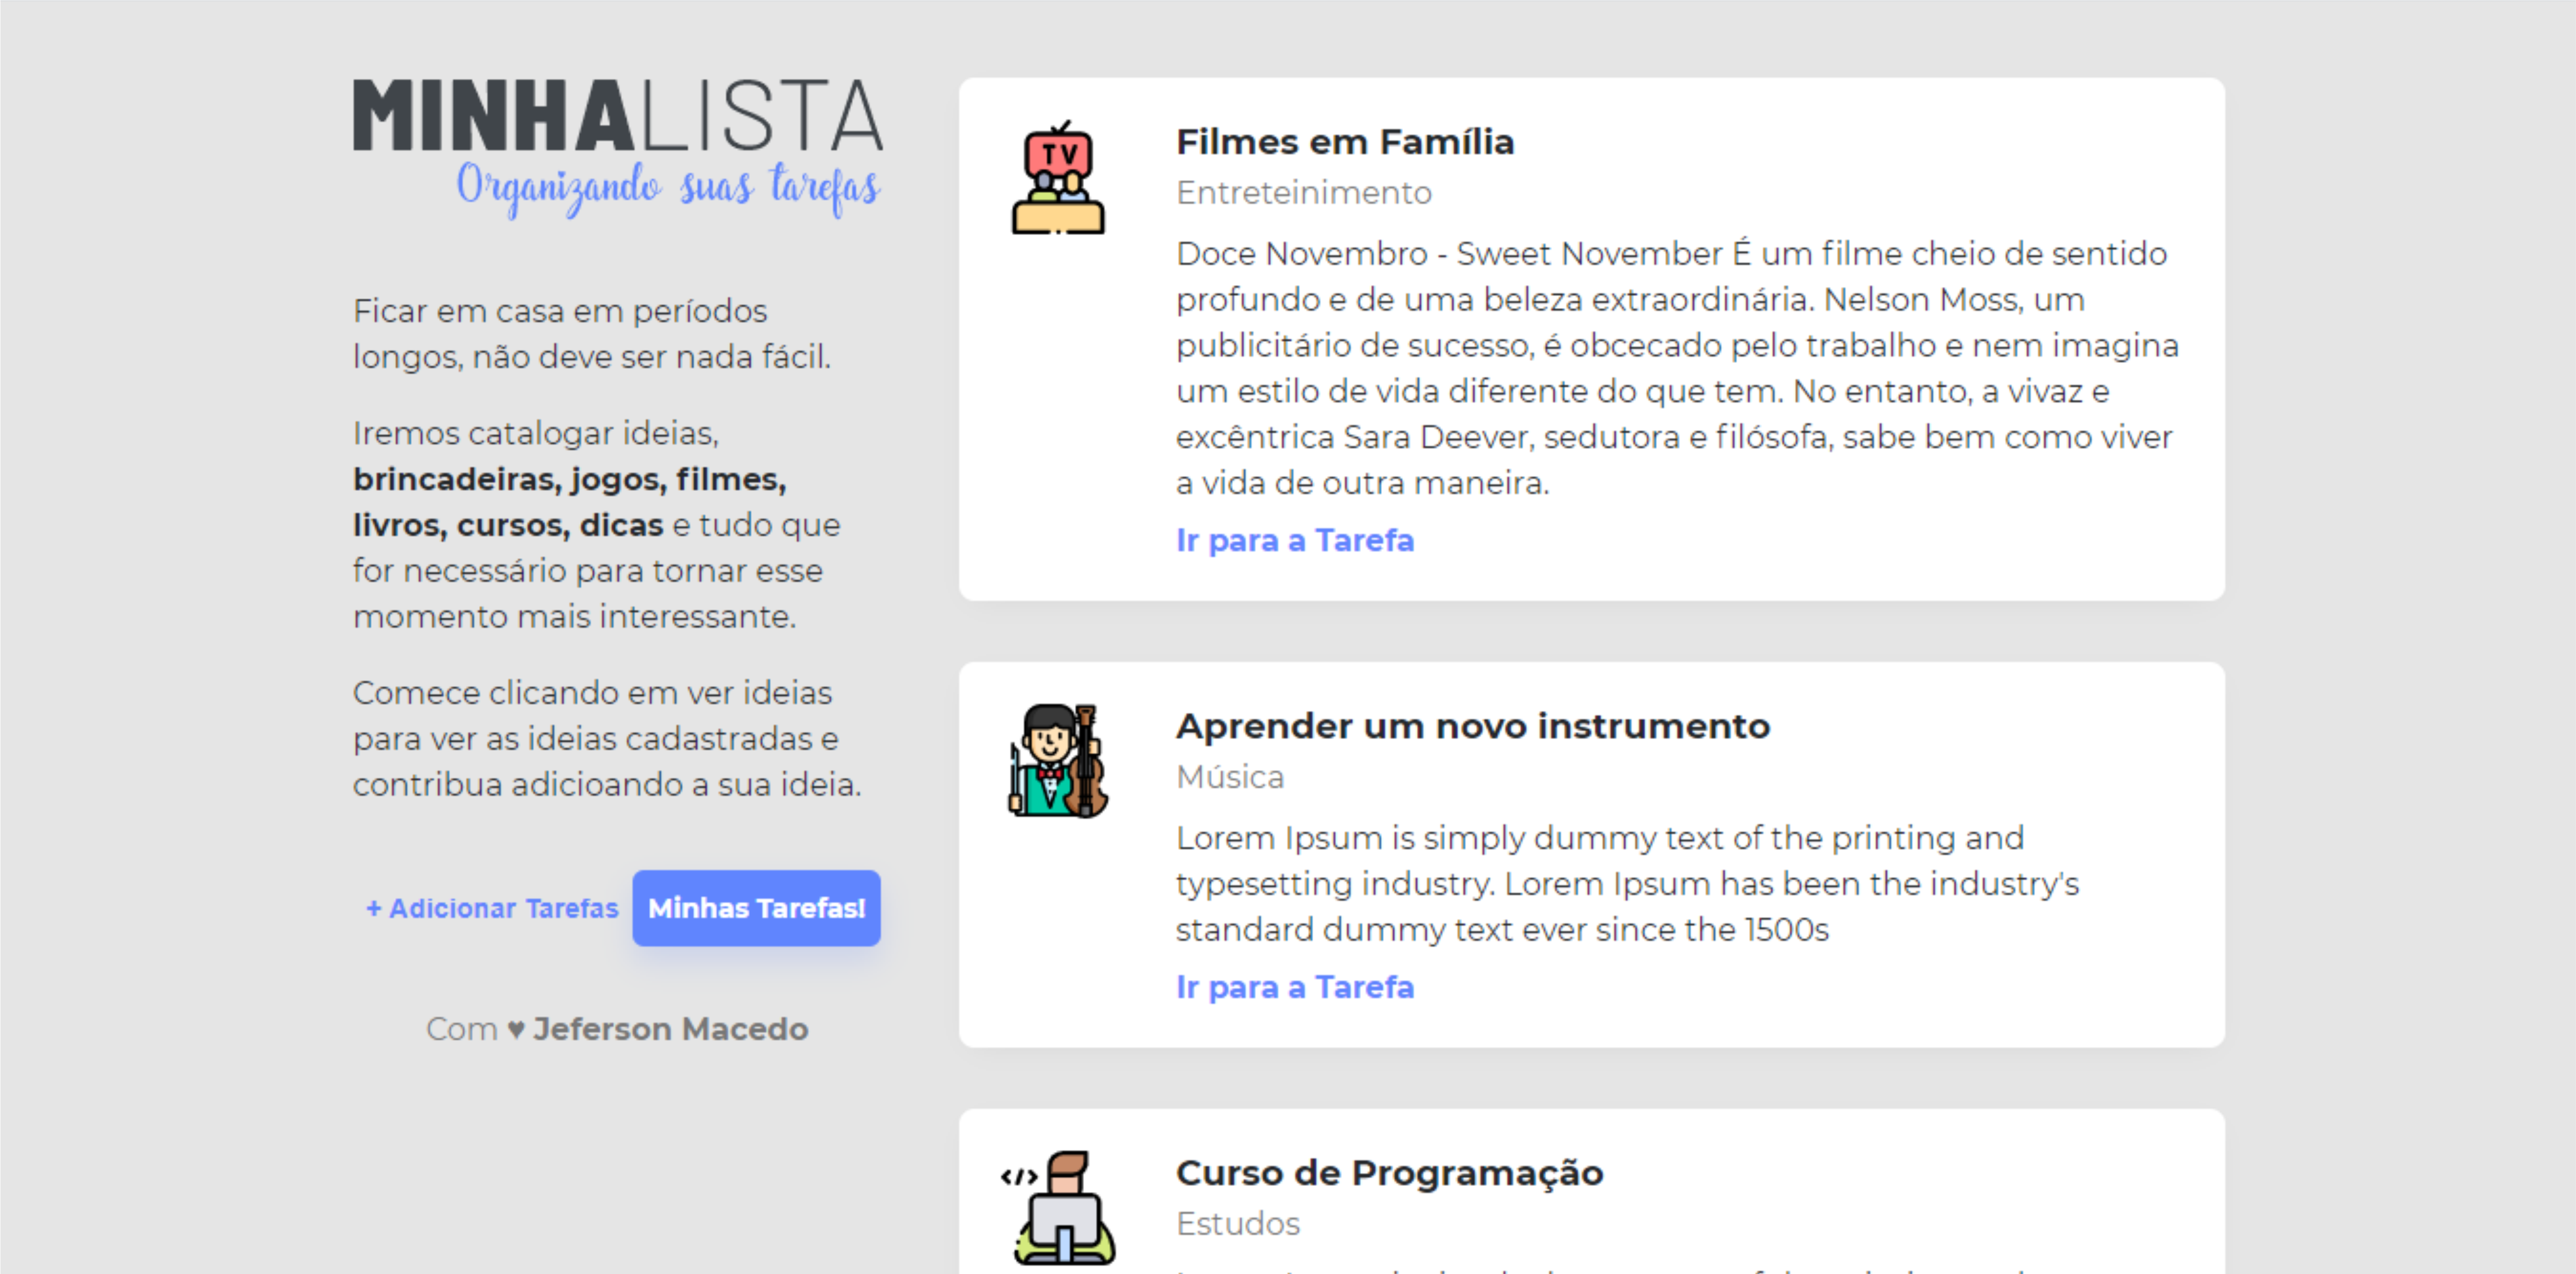 MINHALISTA
Organizando suas tarefas
Ficar em casa em períodos
longos, não deve ser nada fácil.
Iremos catalogar ideias,
brincadeiras, jogos, filmes,
livros, cursos, dicas e tudo que
for necessário para tornar esse
momento mais interessante.
Comece clicando em ver ideias
para ver as ideias cadastradas e
contribua adicioando a sua ideia.
+ Adicionar Tarefas
Minhas Tarefas!
Com ♥ Jeferson Macedo
TV
Filmes em Família
Entreteinimento
Doce Novembro - Sweet November É um filme cheio de sentido
profundo e de uma beleza extraordinária. Nelson Moss, um
publicitário de sucesso, é obcecado pelo trabalho e nem imagina
um estilo de vida diferente do que tem. No entanto, a vivaz e
excêntrica Sara Deever, sedutora e filósofa, sabe bem como viver
a vida de outra maneira.
Ir para a Tarefa
Aprender um novo instrumento
Música
Lorem Ipsum is simply dummy text of the printing and
typesetting industry. Lorem Ipsum has been the industry's
standard dummy text ever since the 1500s
Ir para a Tarefa
</>
Curso de Programação
Estudos